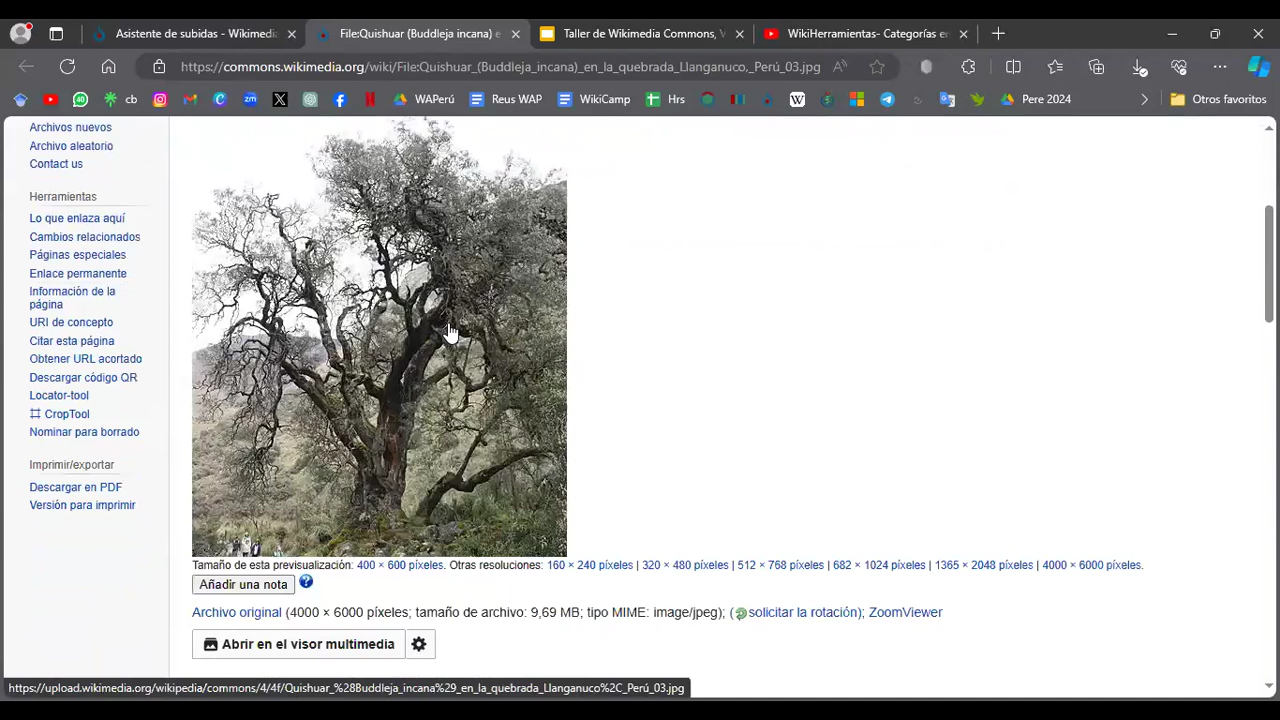 Asistente de subidas - Wikimedia
File:Quishuar (Buddleja incana) e
Taller de Wikimedia Commons, V
WikiHerramientas- Categorías en
https://commons.wikimedia.org/wiki/File:Quishuar_(Buddleja_incana)_en_la_quebrada_Llanganuco,_Perú_03.jpg
cb
WAPerú
Reus WAP
WikiCamp
Hrs
Pere 2024
Otros favoritos
Archivos nuevos
Archivo aleatorio
Contact us
Herramientas
Lo que enlaza aquí
Cambios relacionados
Páginas especiales
Enlace permanente
Información de la
página
URI de concepto
Citar esta página
Obtener URL acortado
Descargar código QR
Locator-tool
CropTool
Nominar para borrado
Imprimir/exportar
Descargar en PDF
Versión para imprimir
Tamaño de esta previsualización: 400 × 600 píxeles. Otras resoluciones: 160 × 240 píxeles | 320 × 480 píxeles | 512 × 768 píxeles | 682 × 1024 píxeles | 1365 × 2048 píxeles | 4000 × 6000 píxeles.
Añadir una nota
Archivo original (4000 × 6000 píxeles; tamaño de archivo: 9,69 MB; tipo MIME: image/jpeg); (solicitar la rotación); ZoomViewer
Abrir en el visor multimedia
https://upload.wikimedia.org/wikipedia/commons/4/4f/Quishuar_%28Buddleja_incana%29_en_la_quebrada_Llanganuco%2C_Perú_03.jpg